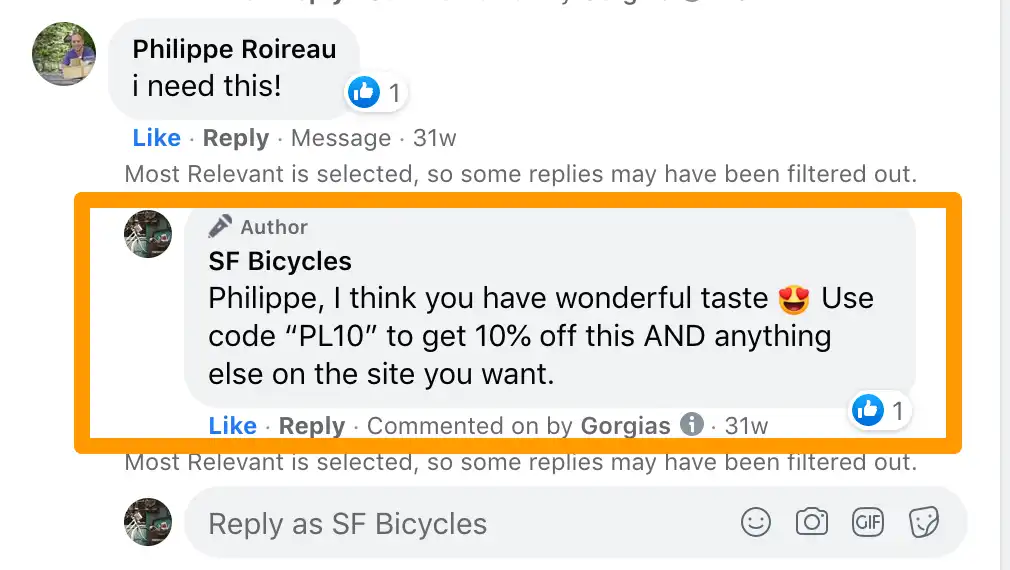 Philippe Roireau
i need this!
1
Like · Reply · Message · 31w
Most Relevant is selected, so some replies may have been filtered out.
Author
SF Bicycles
Philippe, I think you have wonderful taste 😍 Use
code “PL10” to get 10% off this AND anything
else on the site you want.
1
Like · Reply · Commented on by Gorgias · 31w
Most Relevant is selected, so some replies may have been filtered out.
Reply as SF Bicycles
GIF